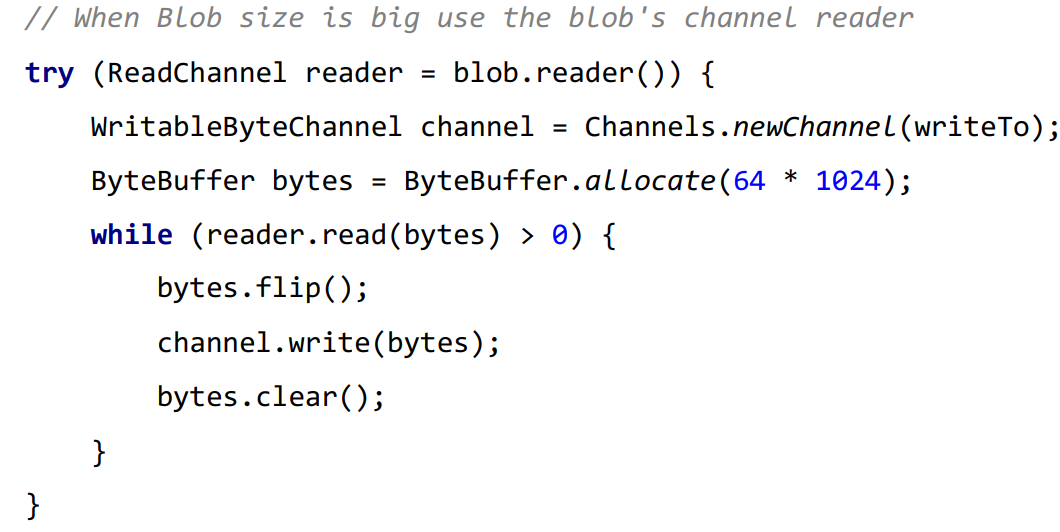 // When Blob size is big use the blob's channel reader
try (ReadChannel reader = blob.reader()) {
    WritableByteChannel channel = Channels.newChannel(writeTo);
    ByteBuffer bytes = ByteBuffer.allocate(64 * 1024);
    while (reader.read(bytes) > 0) {
        bytes.flip();
        channel.write(bytes);
        bytes.clear();
    }
}